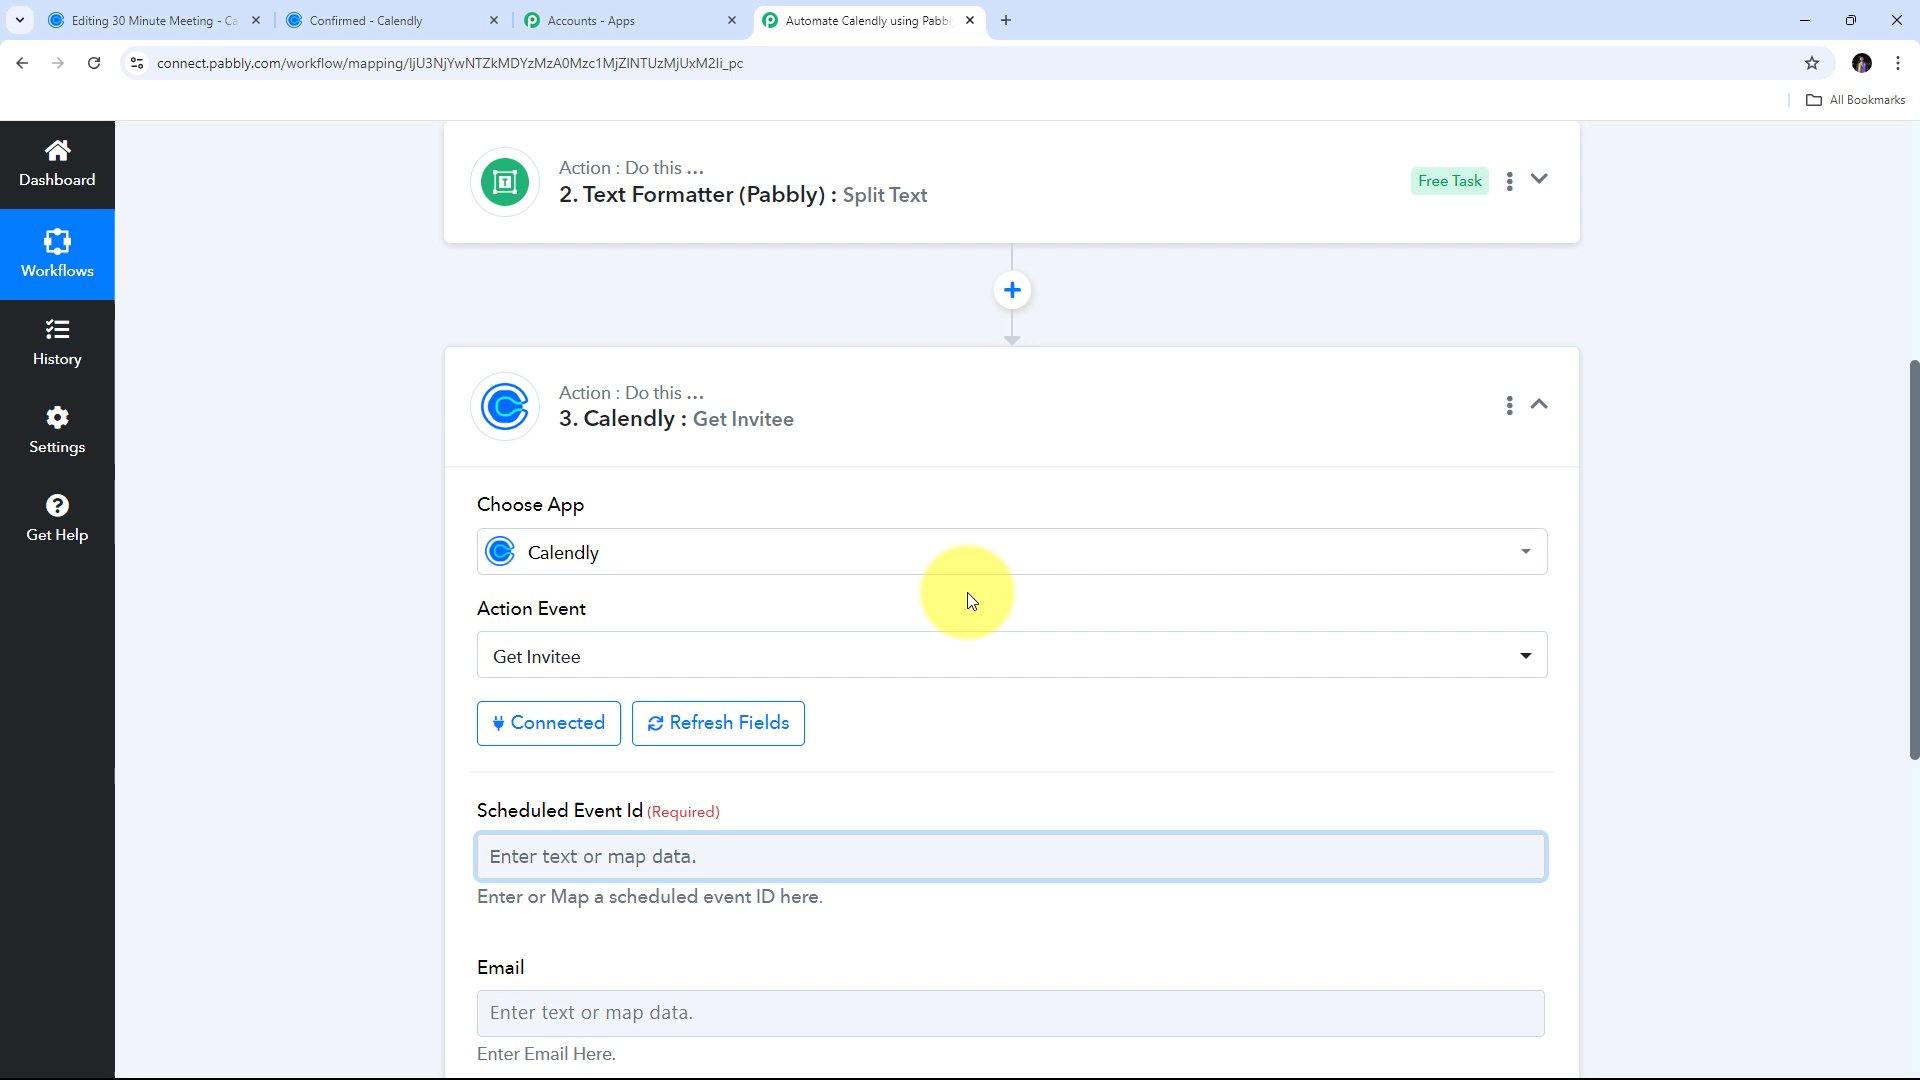 Editing 30 Minute Meeting - Ca
Confirmed - Calendly
Accounts - Apps
Automate Calendly using Pabbl
connect.pabbly.com/workflow/mapping/IjU3NjYwNTZkMDYzMzA0Mzc1MjZlNTUzMjUxM2Ii_pc
All Bookmarks
Dashboard
Workflows
History
Settings
Get Help
Action : Do this ...
2. Text Formatter (Pabbly) : Split Text
Free Task
Action : Do this ...
3. Calendly : Get Invitee
Choose App
Calendly
Action Event
Get Invitee
Connected
Refresh Fields
Scheduled Event Id (Required)
Enter text or map data.
Enter or Map a scheduled event ID here.
Email
Enter text or map data.
Enter Email Here.